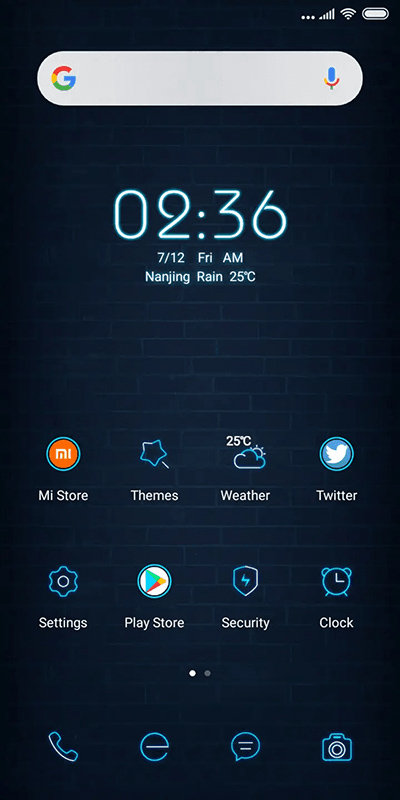 02:36
7/12 Fri AM
Nanjing Rain 25℃
25℃
mi
Mi Store Themes Weather Twitter
Settings Play Store Security Clock